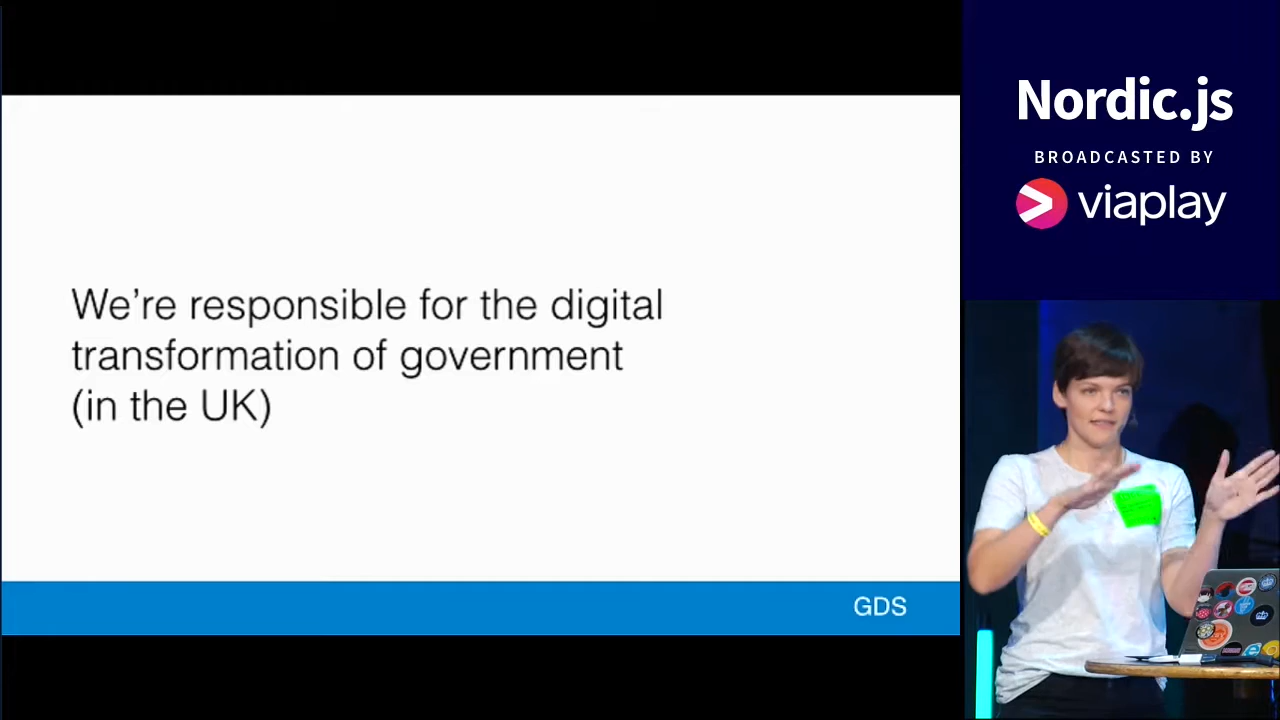 We're responsible for the digital
transformation of government
(in the UK)
GDS
Nordic.js
BROADCASTED BY
viaplay